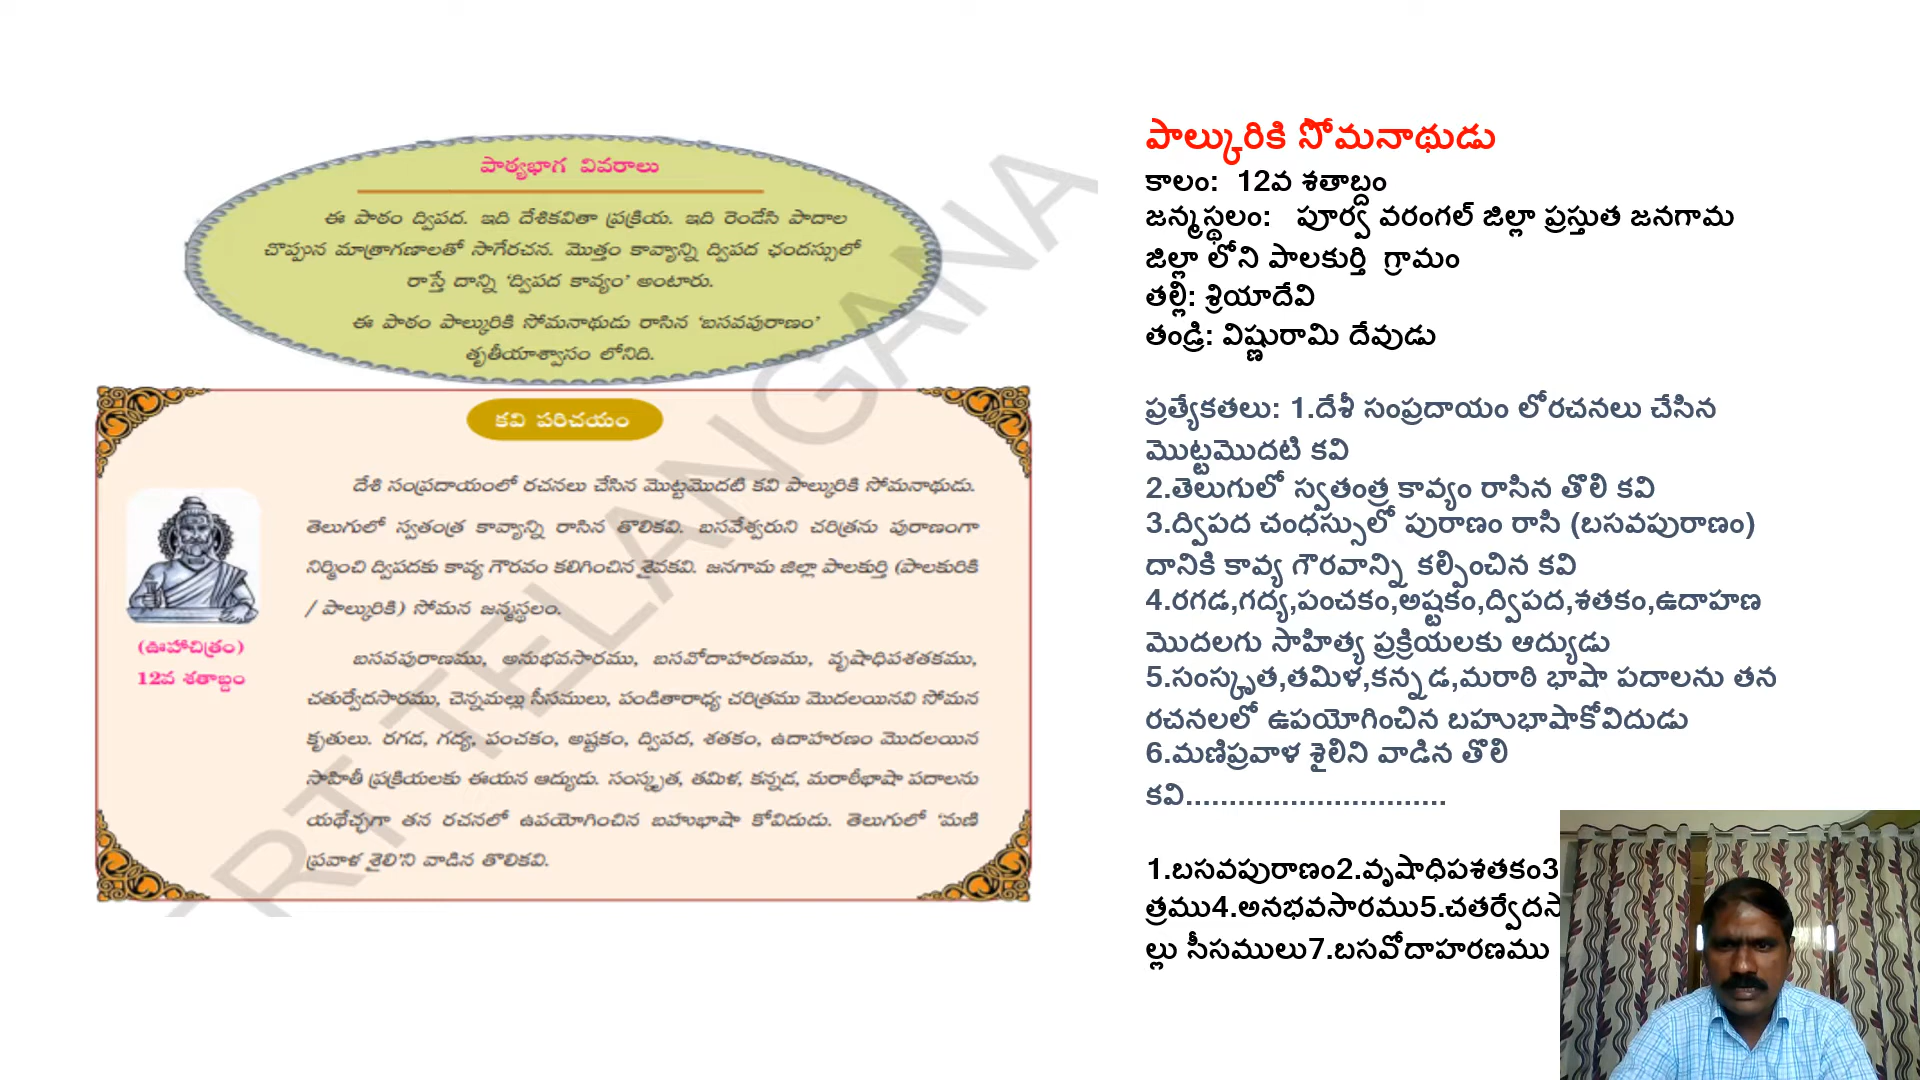 పాఠ్యభాగ వివరాలు
ఈ పాఠం ద్విపద. ఇది దేశికవితా ప్రక్రియ. ఇది రెండేసి పాదాల
చొప్పున మాత్రాగణాలతో సాగేరచన. మొత్తం కావ్యాన్ని ద్విపద ఛందస్సులో
రాస్తే దాన్ని ‘ద్విపద కావ్యం’ అంటారు.
ఈ పాఠం పాల్కురికి సోమనాథుడు రాసిన ‘బసవపురాణం’
తృతీయాశ్వాసం లోనిది.
కవి పరిచయం
దేశి సంప్రదాయంలో రచనలు చేసిన మొట్టమొదటి కవి పాల్కురికి సోమనాథుడు.
తెలుగులో స్వతంత్ర కావ్యాన్ని రాసిన తొలికవి. బసవేశ్వరుని చరిత్రను పురాణంగా
నిర్మించి ద్విపదకు కావ్య గౌరవం కలిగించిన శైవకవి. జనగామ జిల్లా పాలకుర్తి (పాలకురికి
/ పాల్కురికి) సోమన జన్మస్థలం.
బసవపురాణము, అనుభవసారము, బసవోదాహరణము, వృషాధిపశతకము,
చతుర్వేదసారము, చెన్నమల్లు సీసములు, పండితారాధ్య చరిత్రము మొదలయినవి సోమన
కృతులు. రగడ, గద్య, పంచకం, అష్టకం, ద్విపద, శతకం, ఉదాహరణం మొదలయిన
సాహితీ ప్రక్రియలకు ఈయన ఆద్యుడు. సంస్కృత, తమిళ, కన్నడ, మరాఠీభాషా పదాలను
యథేచ్ఛగా తన రచనలో ఉపయోగించిన బహుభాషా కోవిదుడు. తెలుగులో ‘మణి
ప్రవాళ శైలి’ని వాడిన తొలికవి.
(ఊహాచిత్రం)
12వ శతాబ్దం
ERT TELANGANA
పాల్కురికి సోమనాథుడు
కాలం: 12వ శతాబ్దం
జన్మస్థలం: పూర్వ వరంగల్ జిల్లా ప్రస్తుత జనగామ
జిల్లా లోని పాలకుర్తి గ్రామం
తల్లి: శ్రియాదేవి
తండ్రి: విష్ణురామి దేవుడు
ప్రత్యేకతలు: 1.దేశీ సంప్రదాయం లోరచనలు చేసిన
మొట్టమొదటి కవి
2.తెలుగులో స్వతంత్ర కావ్యం రాసిన తొలి కవి
3.ద్విపద చంధస్సులో పురాణం రాసి (బసవపురాణం)
దానికి కావ్య గౌరవాన్ని కల్పించిన కవి
4.రగడ,గద్య,పంచకం,అష్టకం,ద్విపద,శతకం,ఉదాహణ
మొదలగు సాహిత్య ప్రక్రియలకు ఆద్యుడు
5.సంస్కృత,తమిళ,కన్నడ,మరాఠి భాషా పదాలను తన
రచనలలో ఉపయోగించిన బహుభాషాకోవిదుడు
6.మణిప్రవాళ శైలిని వాడిన తొలి
కవి.............................
1.బసవపురాణం2.వృషాధిపశతకం3
త్రము4.అనభవసారము5.చతర్వేదస
ల్లు సీసములు7.బసవోదాహరణము